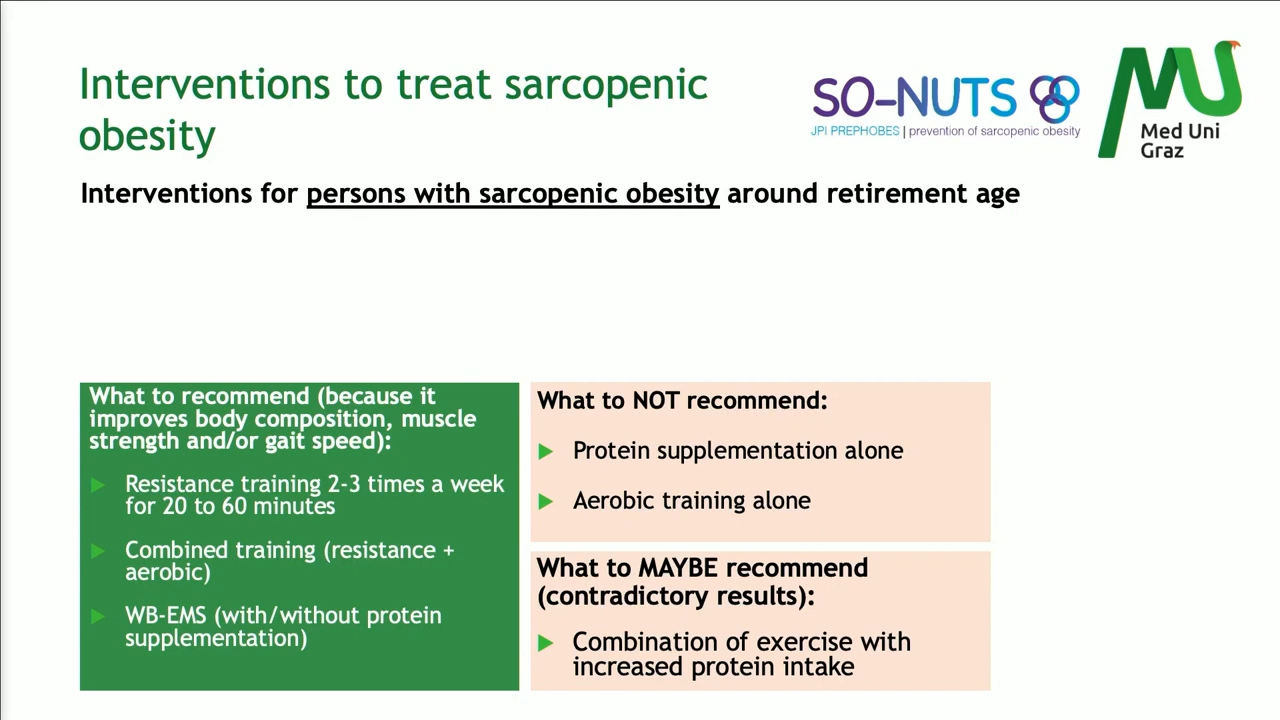 Interventions to treat sarcopenic
obesity
SO-NUTS
JPI PREPHOBES | prevention of sarcopenic obesity
Med Uni
Graz
Interventions for persons with sarcopenic obesity around retirement age
What to recommend (because it
improves body composition, muscle
strength and/or gait speed):
Resistance training 2-3 times a week
for 20 to 60 minutes
Combined training (resistance +
aerobic)
WB-EMS (with/without protein
supplementation)
What to NOT recommend:
Protein supplementation alone
Aerobic training alone
What to MAYBE recommend
(contradictory results):
Combination of exercise with
increased protein intake